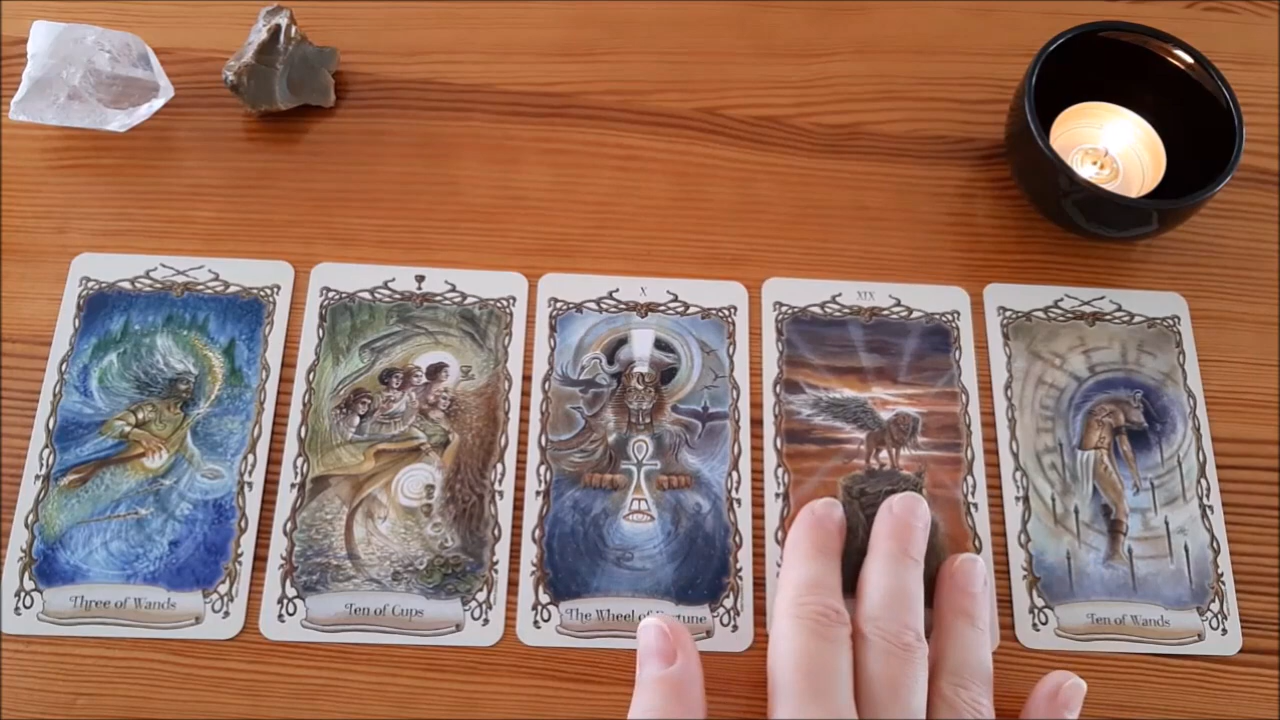 Three of Wands
Ten of Cups
X
The Wheel of
XIX
Ten of Wands